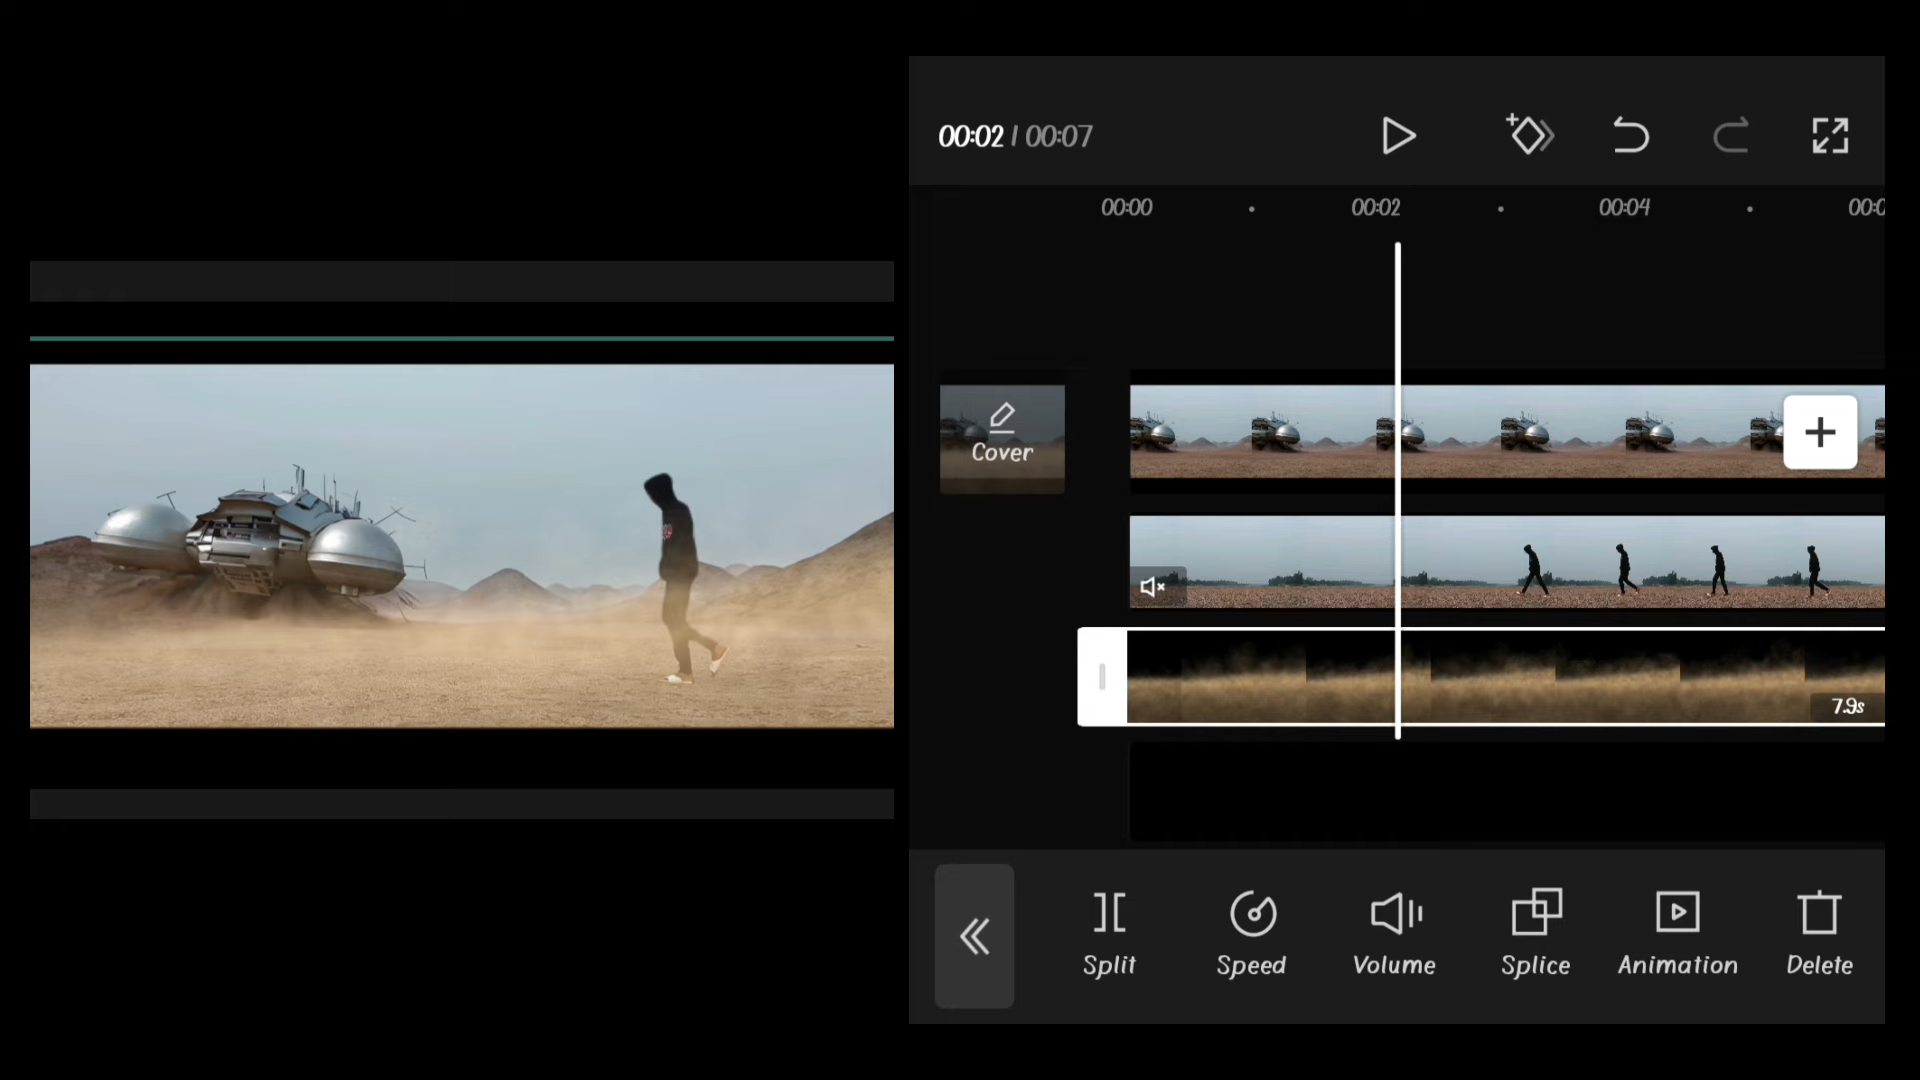 00:02 / 00:07
00:00 00:02 00:04 00:0
Cover
7.9s
Split Speed Volume Splice Animation Delete